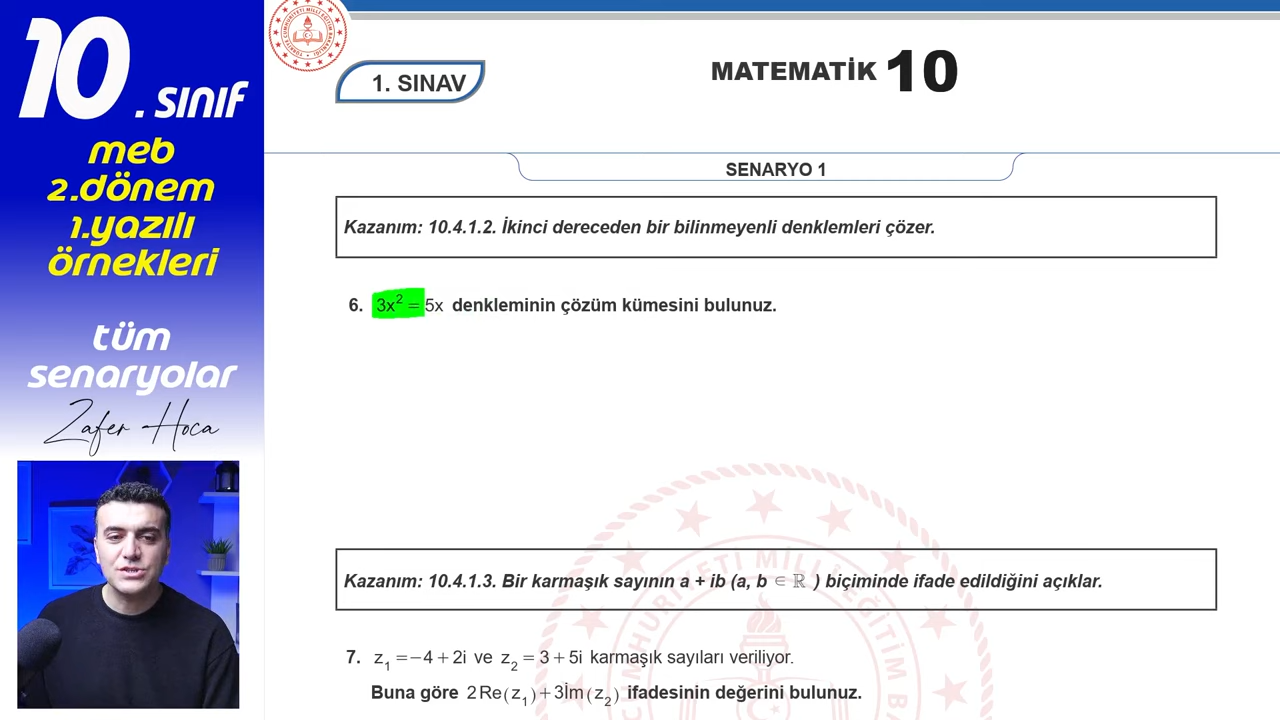 10
. SINIF
meb
2.dönem
1.yazılı
örnekleri
tüm
senaryolar
Zafer Hoca
1. SINAV
MATEMATİK 10
SENARYO 1
Kazanım: 10.4.1.2. İkinci dereceden bir bilinmeyenli denklemleri çözer.
6. 3x² = 5x denkleminin çözüm kümesini bulunuz.
Kazanım: 10.4.1.3. Bir karmaşık sayının a + ib (a, b ∈ ℝ ) biçiminde ifade edildiğini açıklar.
7. z₁ =−4 + 2i ve z₂ = 3 + 5i karmaşık sayıları veriliyor.
Buna göre 2Re(z₁)+3İm(z₂) ifadesinin değerini bulunuz.